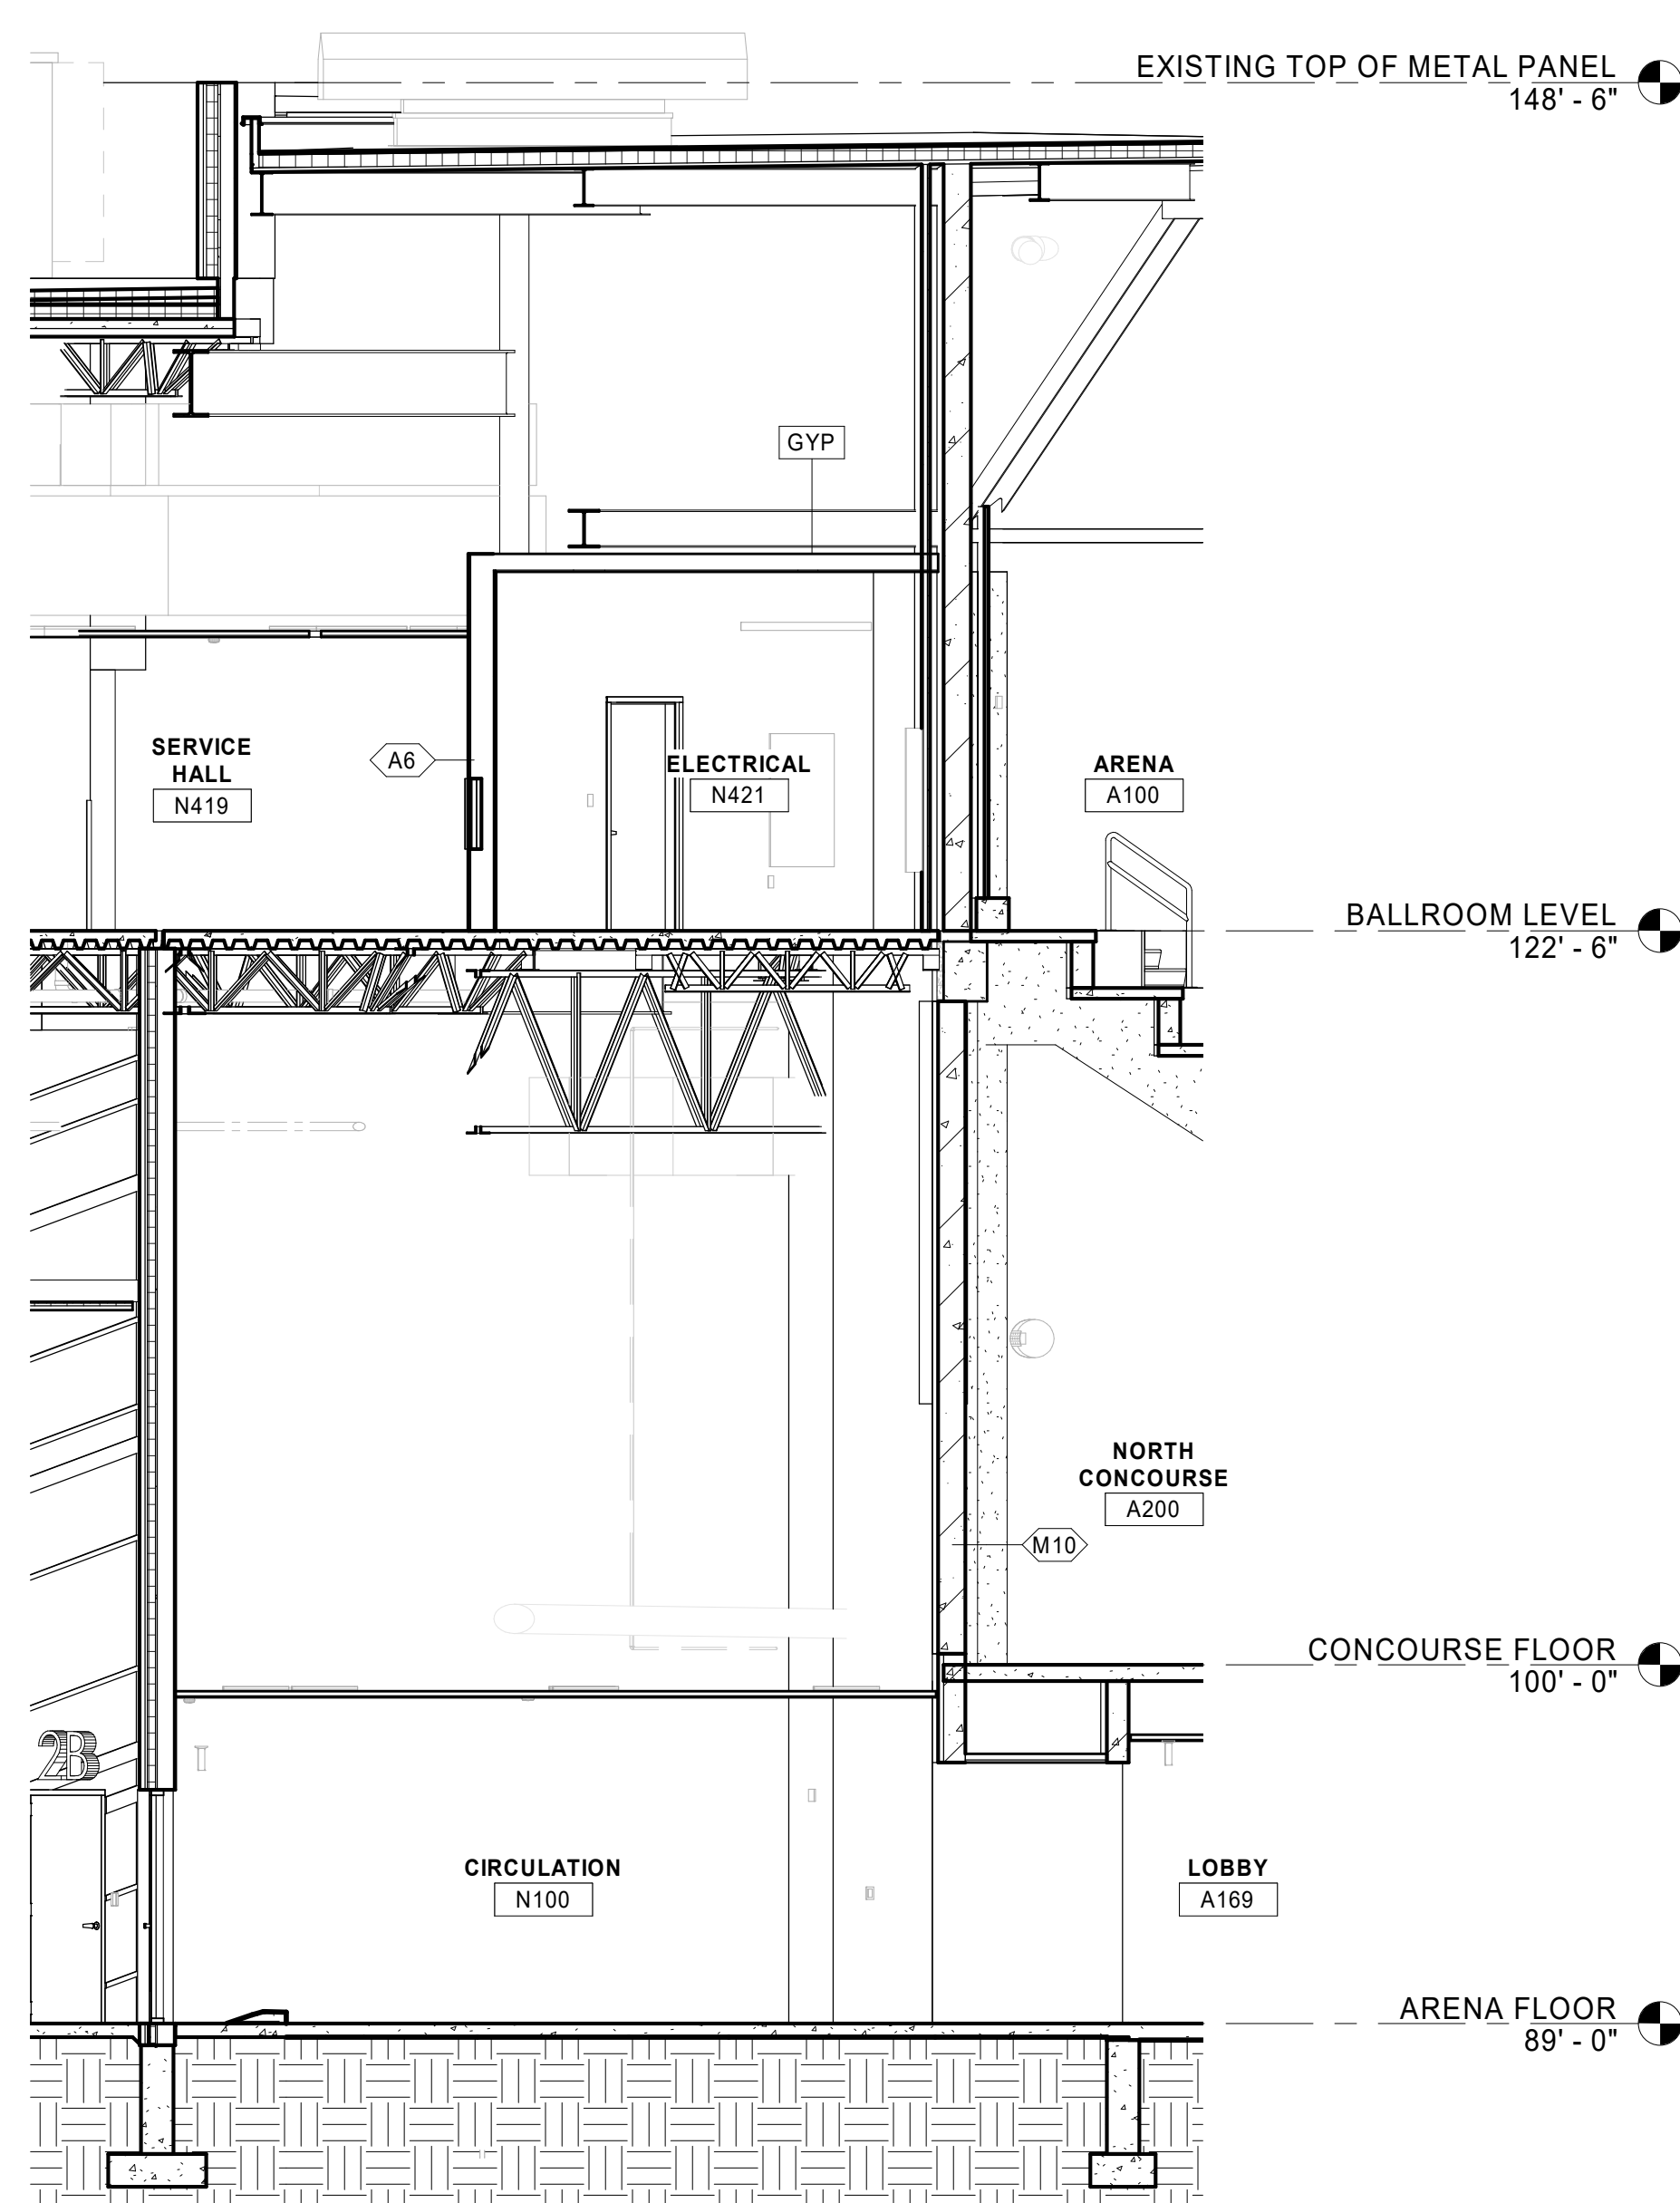 EXISTING TOP OF METAL PANEL
148' - 6"
GYP
SERVICE
HALL
N419
A6
ELECTRICAL
N421
ARENA
A100
BALLROOM LEVEL
122' - 6"
NORTH
CONCOURSE
A200
M10
CONCOURSE FLOOR
100' - 0"
2B
CIRCULATION
N100
LOBBY
A169
ARENA FLOOR
89' - 0"